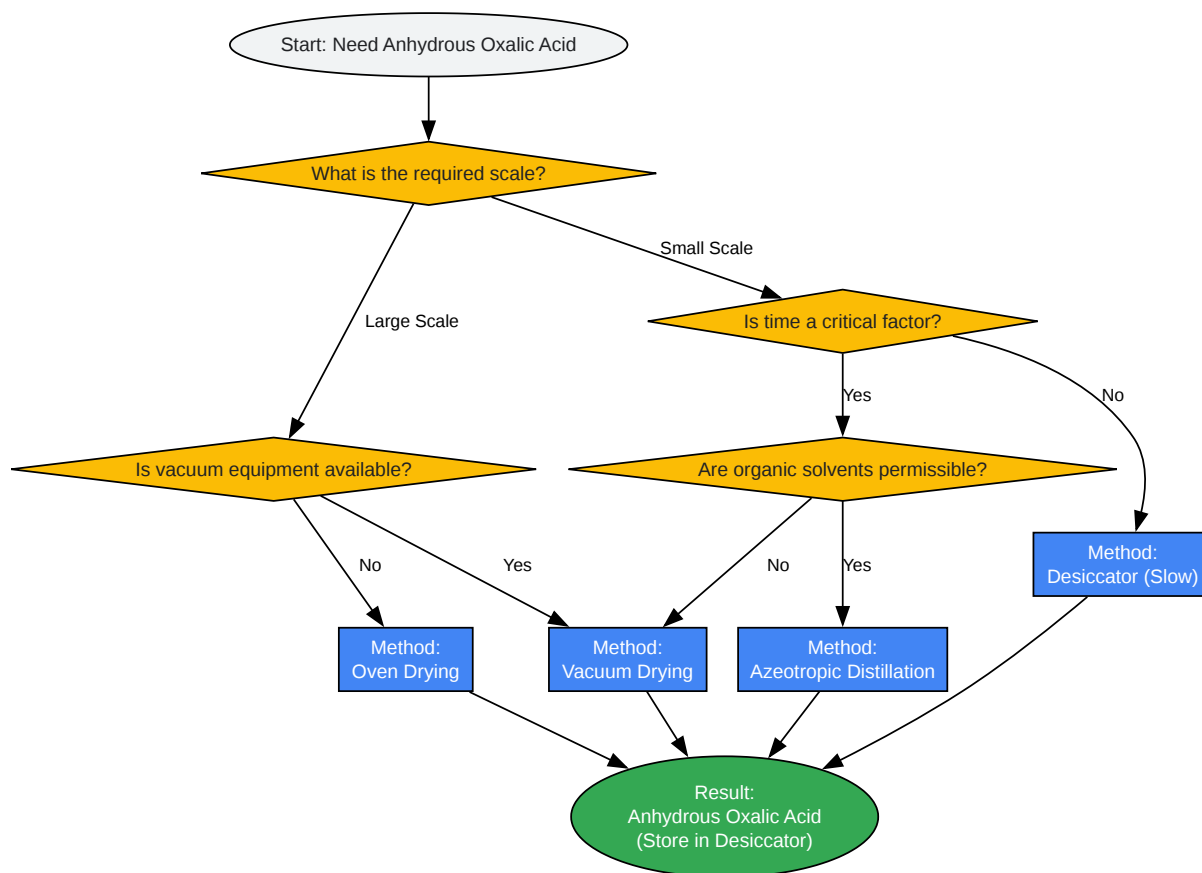 Start: Need Anhydrous Oxalic Acid
What is the required scale?
Small Scale
Large Scale
Is time a critical factor?
Yes
No
Is vacuum equipment available?
Are organic solvents permissible?
No
Yes
No
Yes
Method:
Desiccator (Slow)
Method:
Oven Drying
Method:
Vacuum Drying
Method:
Azeotropic Distillation
Result:
Anhydrous Oxalic Acid
(Store in Desiccator)